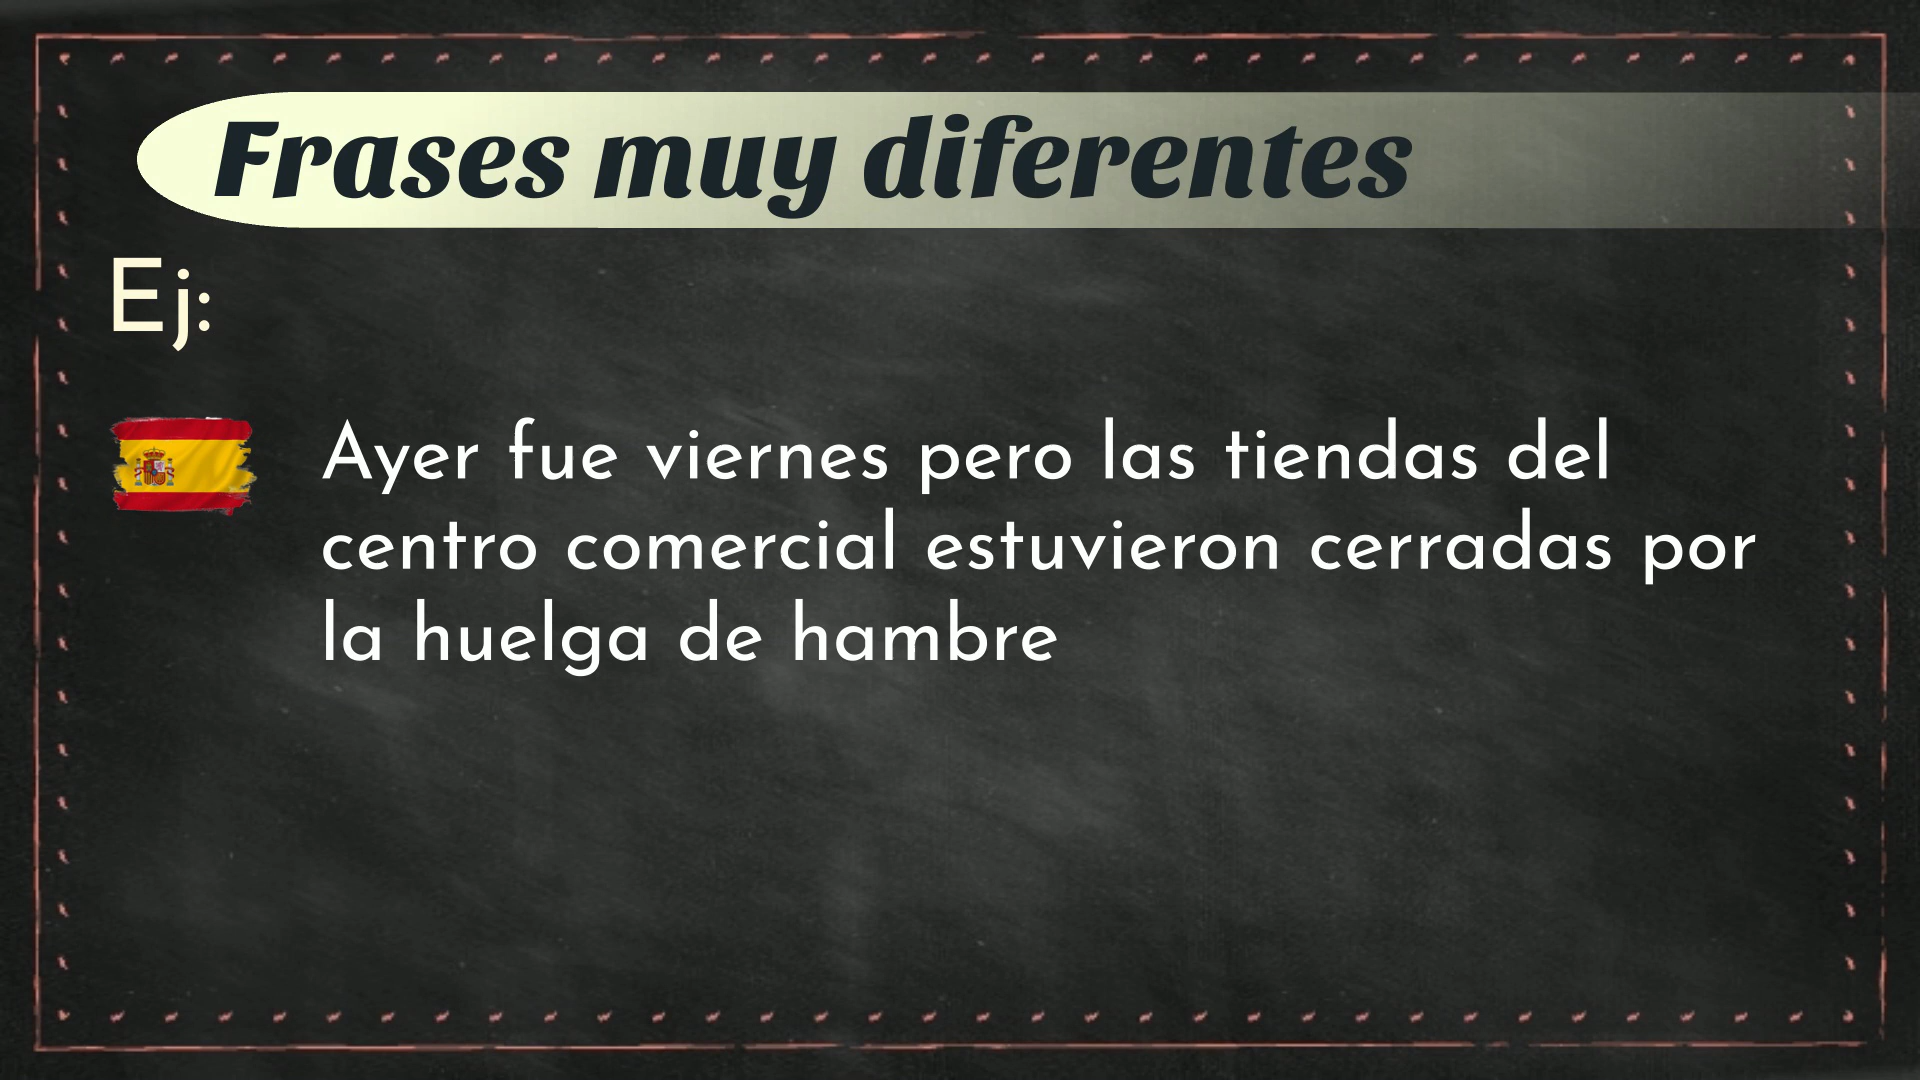 Frases muy diferentes
Ej:
Ayer fue viernes pero las tiendas del
centro comercial estuvieron cerradas por
la huelga de hambre